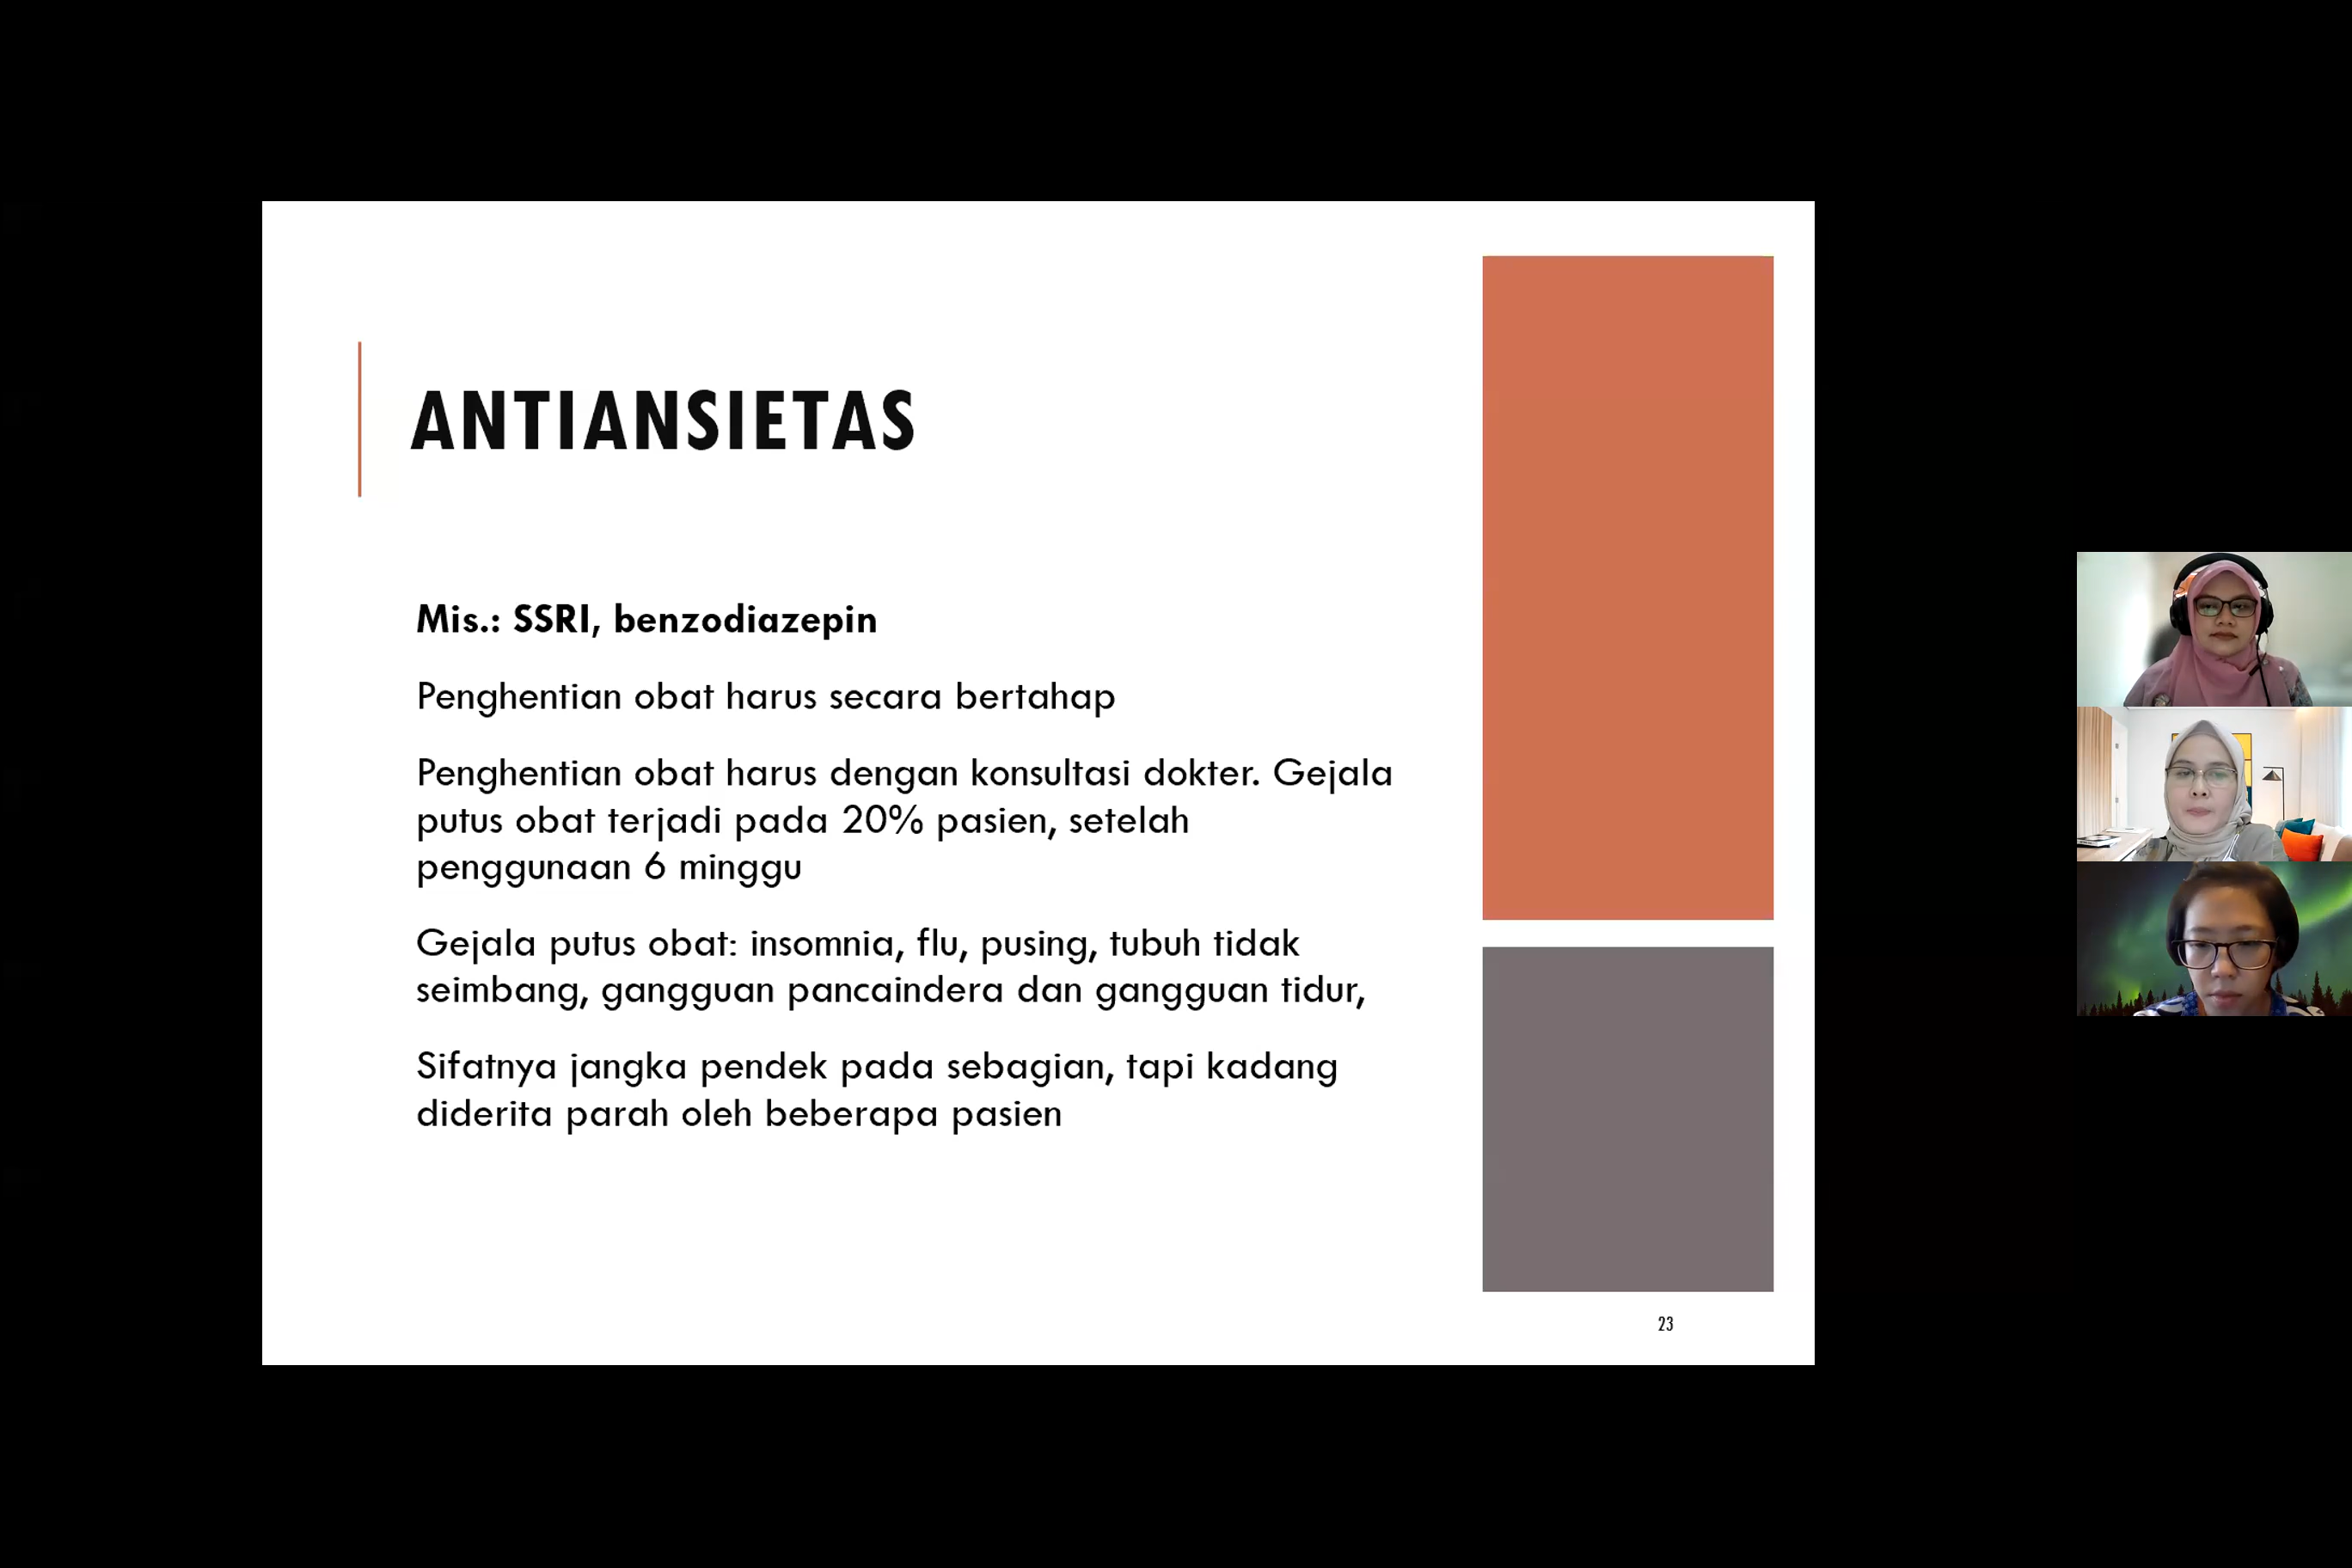 ANTIANSIETAS
Mis.: SSRI, benzodiazepin
Penghentian obat harus secara bertahap
Penghentian obat harus dengan konsultasi dokter. Gejala
putus obat terjadi pada 20% pasien, setelah
penggunaan 6 minggu
Gejala putus obat: insomnia, flu, pusing, tubuh tidak
seimbang, gangguan pancaindera dan gangguan tidur,
Sifatnya jangka pendek pada sebagian, tapi kadang
diderita parah oleh beberapa pasien
23